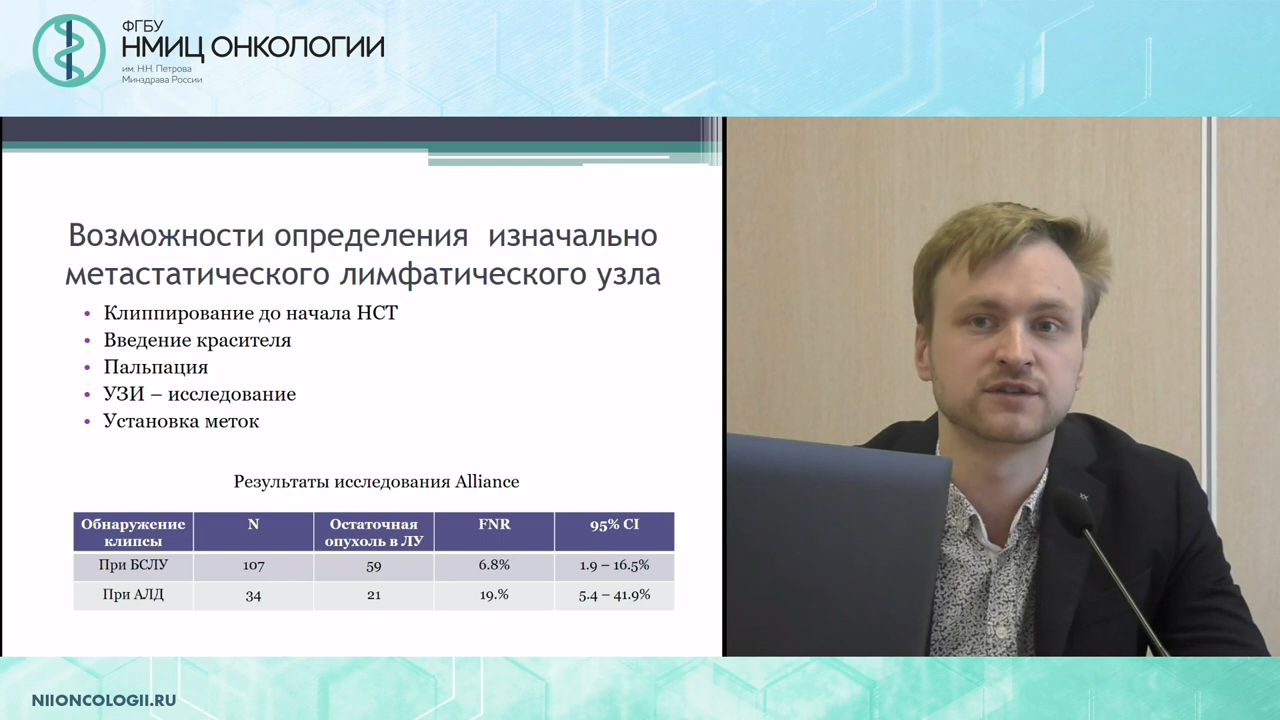 ФГБУ
НМИЦ ОНКОЛОГИИ
им. Н.Н. Петрова
Минздрава России
Возможности определения изначально
метастатического лимфатического узла
• Клиппирование до начала НСТ
• Введение красителя
• Пальпация
• УЗИ – исследование
• Установка меток
Результаты исследования Alliance
Обнаружение клипсы N Остаточная опухоль в ЛУ FNR 95% CI
При БСЛУ 107 59 6.8% 1.9 – 16.5%
При АЛД 34 21 19.% 5.4 – 41.9%
NIIONCOLOGII.RU